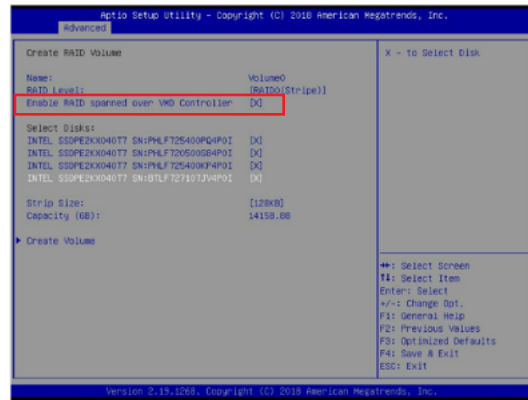 Aptio Setup Utility - Copyright (C) 2018 American Megatrends, Inc.
Advanced
Create RAID Volume
X - to Select Disk
Name: Volume0
RAID Level: [RAID0(Stripe)]
Enable RAID spanned over VMD Controller [X]
Select Disks:
INTEL SSDPE2KX040T7 SN:PHLF725400PQ4P0I [X]
INTEL SSDPE2KX040T7 SN:PHLF720500G84P0I [X]
INTEL SSDPE2KX040T7 SN:PHLF725400KP4P0I [X]
INTEL SSDPE2KX040T7 SN:BTLF727107JV4P0I [X]
Strip Size: [128KB]
Capacity (GB): 14158.08
Create Volume
: Select Screen
: Select Item
Enter: Select
+/-: Change Opt.
F1: General Help
F2: Previous Values
F3: Optimized Defaults
F4: Save & Exit
ESC: Exit
Version 2.19.1268. Copyright (C) 2018 American Megatrends, Inc.